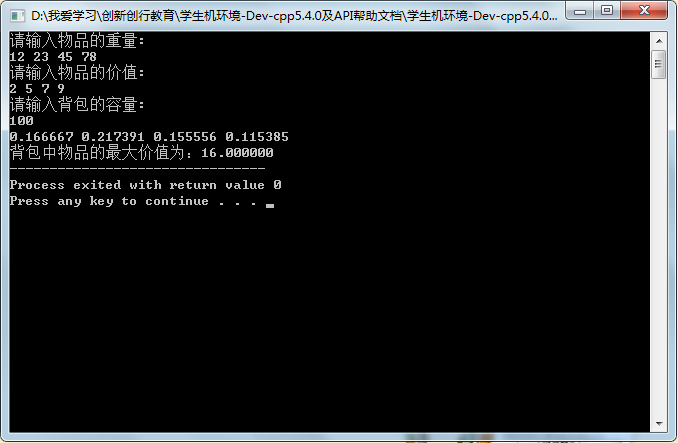 D:\我爱学习\创新创行教育\学生机环境-Dev-cpp5.4.0及API帮助文档\学生机环境-Dev-cpp5.4.0...
请输入物品的重量：
12 23 45 78
请输入物品的价值：
2 5 7 9
请输入背包的容量：
100
0.166667 0.217391 0.155556 0.115385
背包中物品的最大价值为：16.000000
--------------------------------
Process exited with return value 0
Press any key to continue . . .